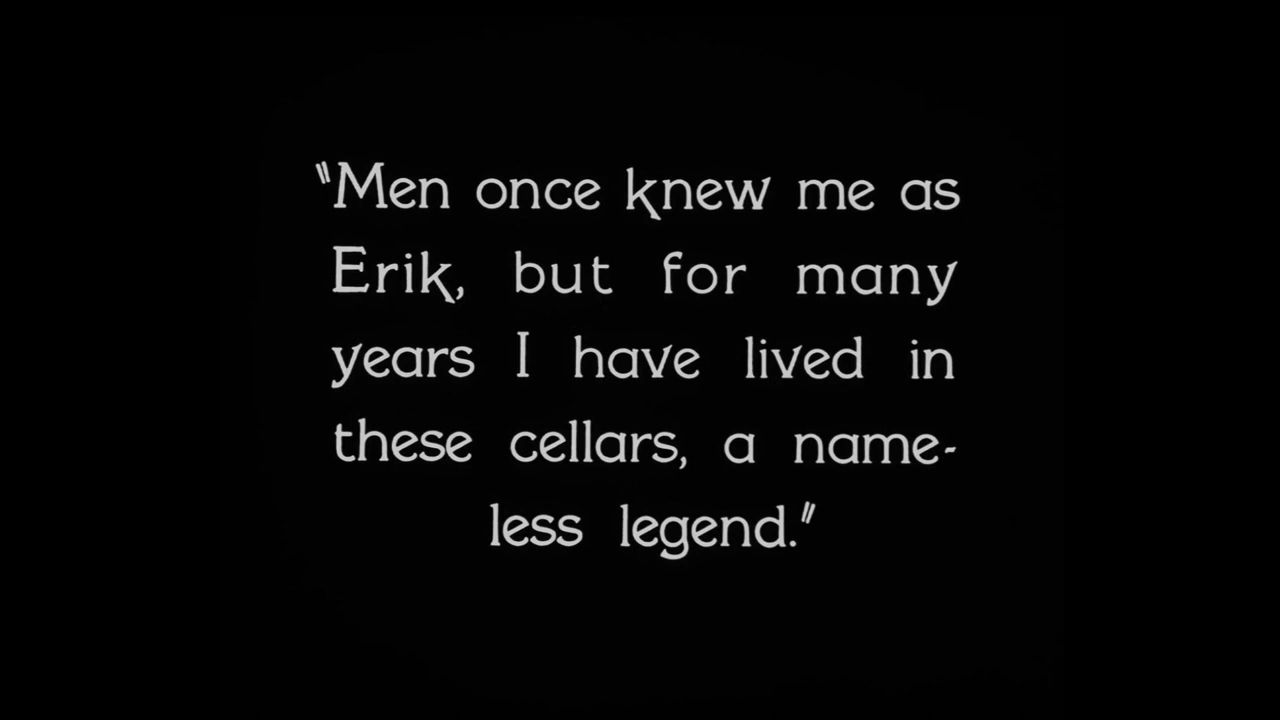 "Men once knew me as
Erik, but for many
years I have lived in
these cellars, a name-
less legend."